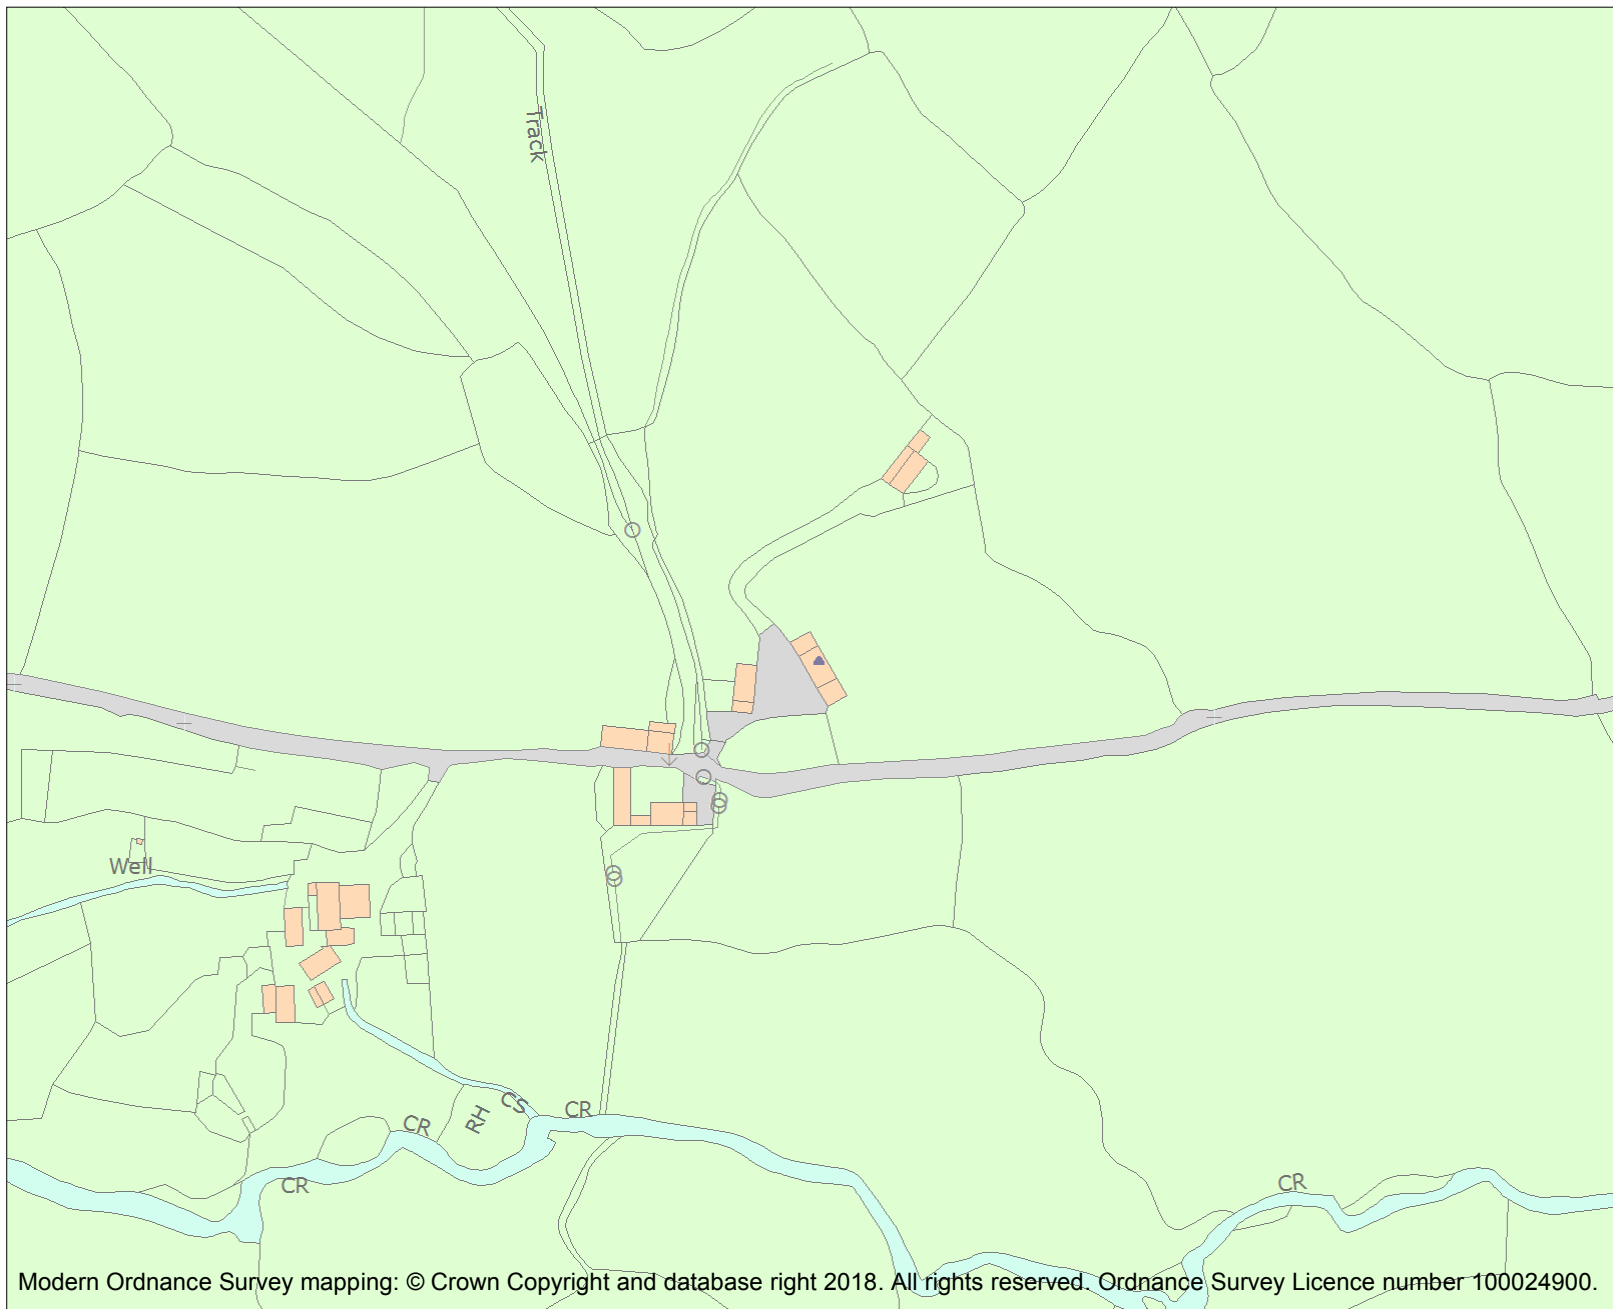 Track
Well
CR
RH
CS
CR
CR
CR
Modern Ordnance Survey mapping: © Crown Copyright and database right 2018. All rights reserved. Ordnance Survey Licence number 100024900.